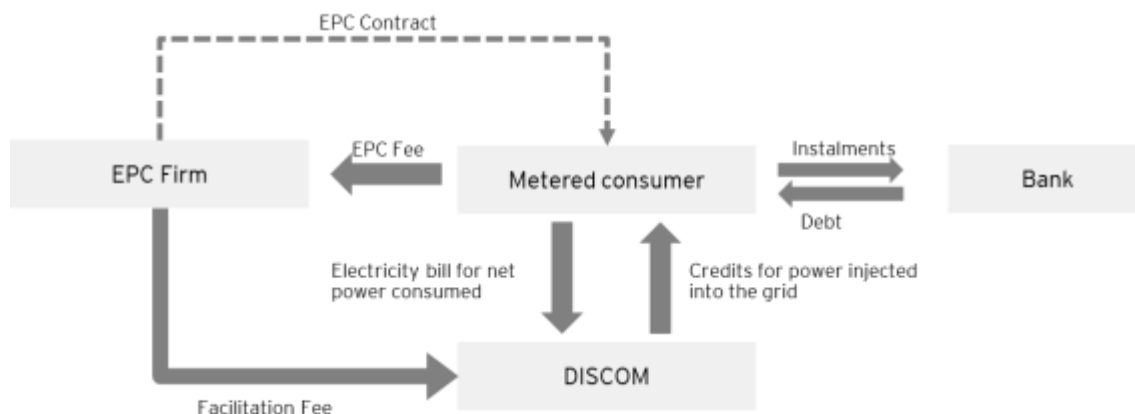 EPC Contract
EPC Firm
EPC Fee
Metered consumer
Instalments
Debt
Bank
Electricity bill for net
power consumed
Credits for power injected
into the grid
DISCOM
Facilitation Fee